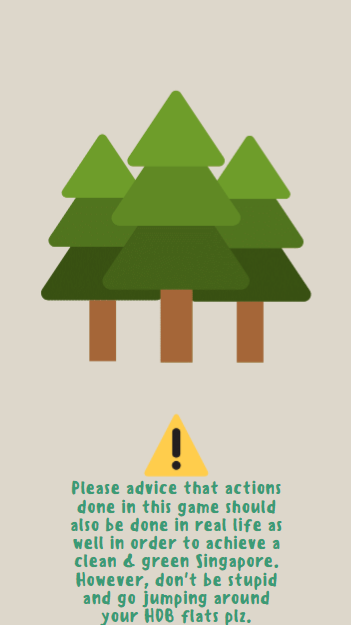 Please advice that actions
done in this game should
also be done in real life as
well in order to achieve a
clean & green Singapore.
However, don't be stupid
and go jumping around
your HDB flats plz.